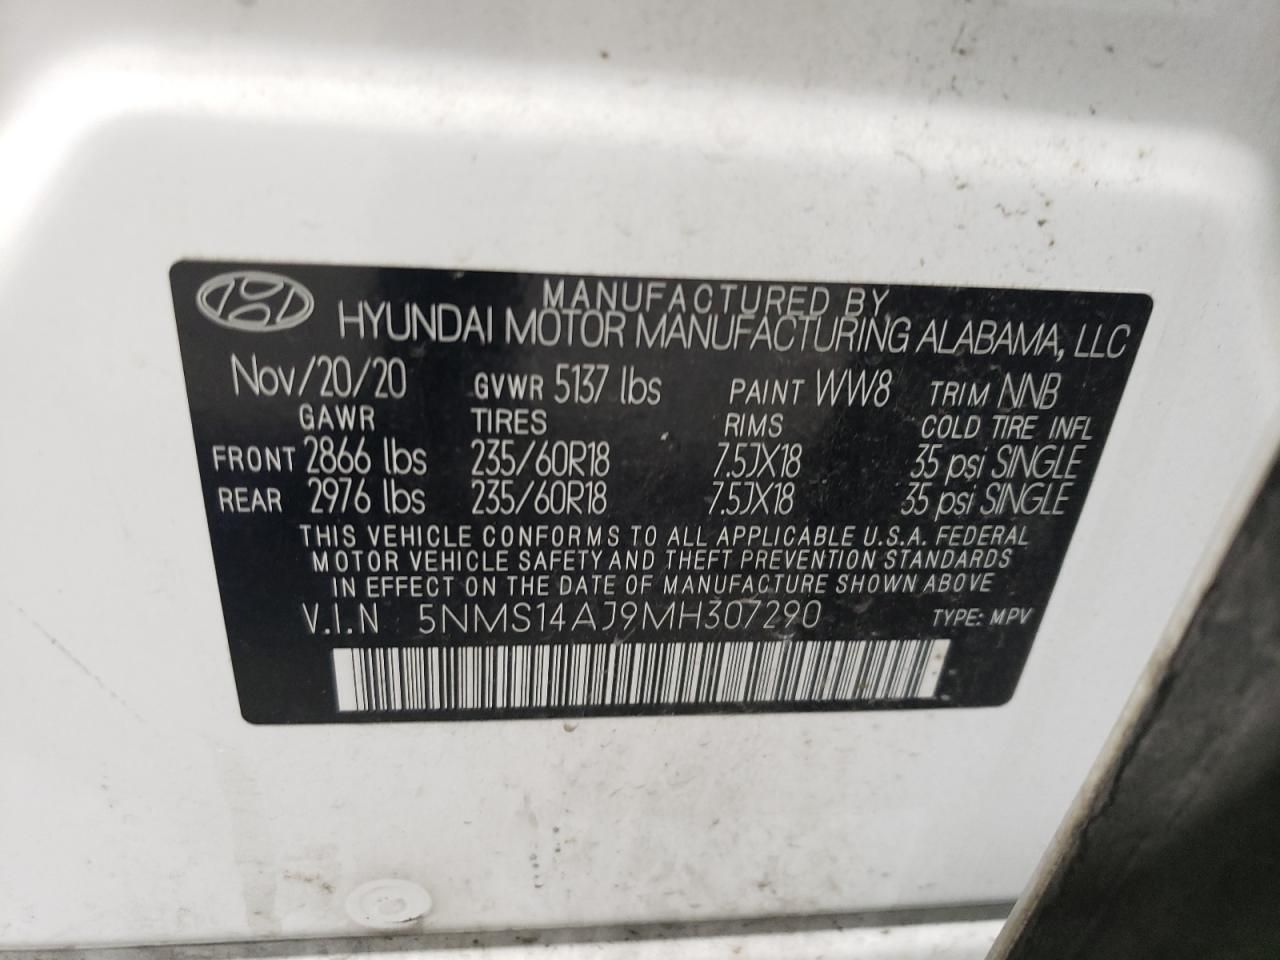 MANUFACTURED BY
HYUNDAI MOTOR MANUFACTURING ALABAMA, LLC
Nov/20/20 GVWR 5137 lbs PAINT WW8 TRIM NNB
GAWR TIRES RIMS COLD TIRE INFL
FRONT 2866 lbs 235/60R18 7.5JX18 35 psi SINGLE
REAR 2976 lbs 235/60R18 7.5JX18 35 psi SINGLE
THIS VEHICLE CONFORMS TO ALL APPLICABLE U.S.A. FEDERAL
MOTOR VEHICLE SAFETY AND THEFT PREVENTION STANDARDS
IN EFFECT ON THE DATE OF MANUFACTURE SHOWN ABOVE
V.I.N 5NMS14AJ9MH307290 TYPE: MPV